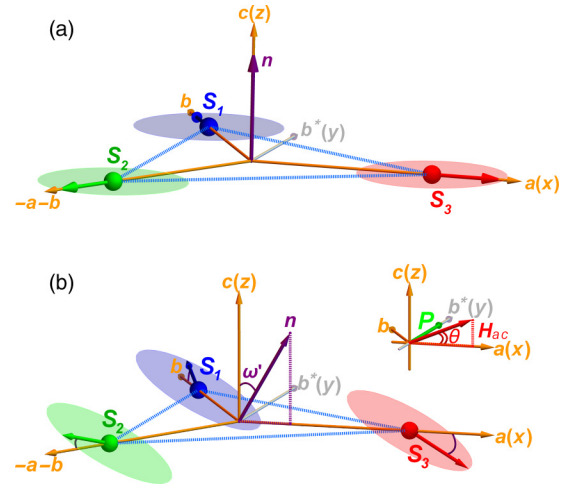 (a)
c(z)
n
b
S1
b*(y)
S2
-a-b
S3
a(x)
(b)
c(z)
n
ω'
b
S1
b*(y)
S2
-a-b
S3
a(x)
c(z)
b*(y)
P
b
θ
Hac
a(x)